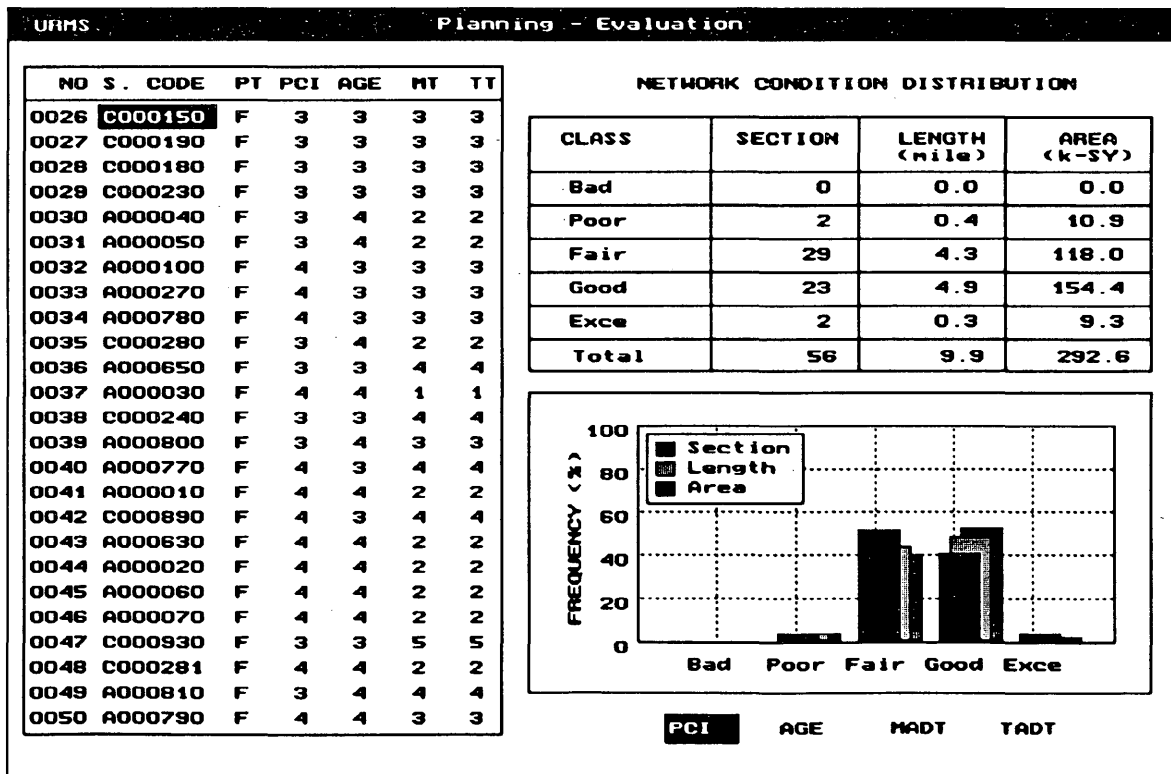 URMS Planning - Evaluation
NO S. CODE PT PCI AGE MT TT
0026 C000150 F 3 3 3 3
0027 C000190 F 3 3 3 3
0028 C000180 F 3 3 3 3
0029 C000230 F 3 3 3 3
0030 A000040 F 3 4 2 2
0031 A000050 F 3 4 2 2
0032 A000100 F 4 3 3 3
0033 A000270 F 4 3 3 3
0034 A000780 F 4 3 3 3
0035 C000280 F 3 4 2 2
0036 A000650 F 3 3 4 4
0037 A000030 F 4 4 1 1
0038 C000240 F 3 3 4 4
0039 A000800 F 3 4 3 3
0040 A000770 F 4 3 4 4
0041 A000010 F 4 4 2 2
0042 C000890 F 4 3 4 4
0043 A000630 F 4 4 2 2
0044 A000020 F 4 4 2 2
0045 A000060 F 4 4 2 2
0046 A000070 F 4 4 2 2
0047 C000930 F 3 3 5 5
0048 C000281 F 4 4 2 2
0049 A000810 F 3 4 4 4
0050 A000790 F 4 4 3 3
NETWORK CONDITION DISTRIBUTION
CLASS SECTION LENGTH AREA
(mile) (k-SY)
Bad 0 0.0 0.0
Poor 2 0.4 10.9
Fair 29 4.3 118.0
Good 23 4.9 154.4
Exce 2 0.3 9.3
Total 56 9.9 292.6
FREQUENCY (%)
100
80
60
40
20
0
Section
Length
Area
Bad Poor Fair Good Exce
PCI AGE MADT TADT